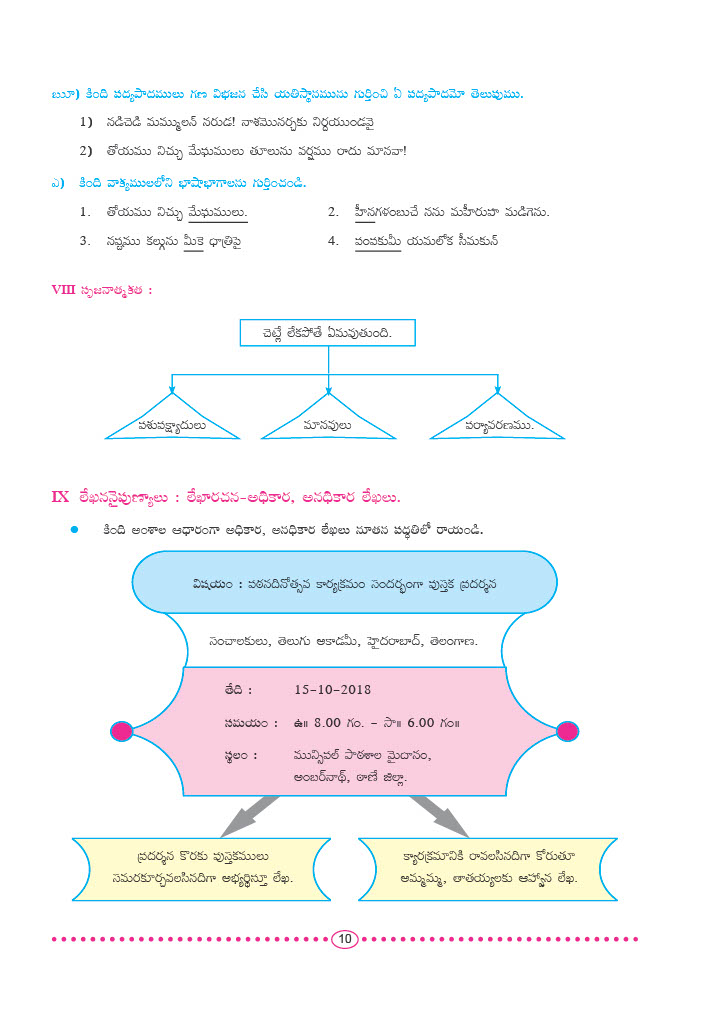 ఋూ) కింది పద్యపాదములు గణ విభజన చేసి యతిస్థానమును గుర్తించి ఏ పద్యపాదమో తెలుపుము.
1) నడిచెడి మమ్ములన్ నరుడ! నాశమొనర్చకు నిర్దయుండవై
2) తోయము నిచ్చు మేఘములు తూలును వర్షము రాదు మానవా!
ఎ) కింది వాక్యములలోని భాషాభాగాలను గుర్తించండి.
1. తోయము నిచ్చు మేఘములు. 2. హీనగళంబుచే నను మహీరుహ మడిగెను.
3. నష్టము కల్గును మీకె ధాత్రిపై 4. పంపకుమీ యమలోక సీమకున్
VIII సృజనాత్మకత :
చెట్లే లేకపోతే ఏమవుతుంది.
పశుపక్ష్యాదులు మానవులు పర్యావరణము.
IX లేఖననైపుణ్యాలు : లేఖారచన-అధికార, అనధికార లేఖలు.
• కింది అంశాల ఆధారంగా అధికార, అనధికార లేఖలు నూతన పద్ధతిలో రాయండి.
విషయం : పఠనదినోత్సవ కార్యక్రమం సందర్భంగా పుస్తక ప్రదర్శన
సంచాలకులు, తెలుగు ఆకాడమీ, హైదరాబాద్, తెలంగాణ.
తేది : 15-10-2018
సమయం : ఉ॥ 8.00 గం. - సా॥ 6.00 గం॥
స్థలం : మున్సిపల్ పాఠశాల మైదానం,
అంబర్‌నాథ్, ఠాణే జిల్లా.
ప్రదర్శన కొరకు పుస్తకములు
సమరకూర్చవలసినదిగా అభ్యర్థిస్తూ లేఖ.
క్యారక్రమానికి రావలసినదిగా కోరుతూ
అమ్మమ్మ, తాతయ్యలకు ఆహ్వాన లేఖ.
10